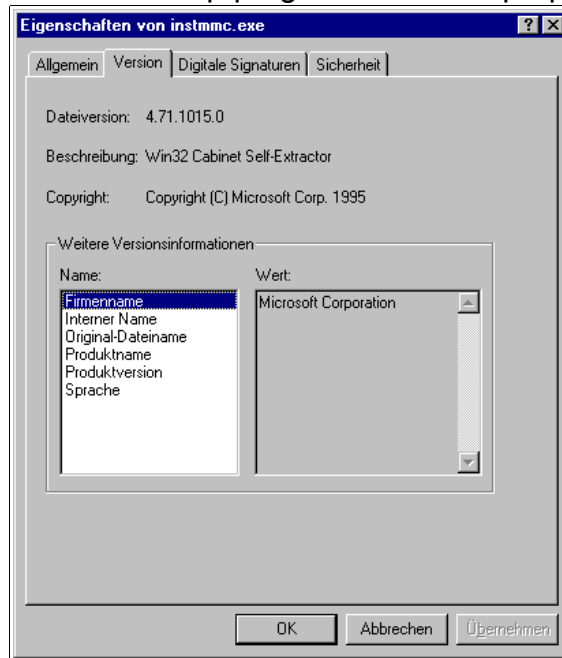 Eigenschaften von instmmc.exe
Allgemein Version Digitale Signaturen Sicherheit
Dateiversion: 4.71.1015.0
Beschreibung: Win32 Cabinet Self-Extractor
Copyright: Copyright (C) Microsoft Corp. 1995
Weitere Versionsinformationen
Name: Wert:
Firmenname Microsoft Corporation
Interner Name
Original-Dateiname
Produktname
Produktversion
Sprache
OK Abbrechen Übernehmen